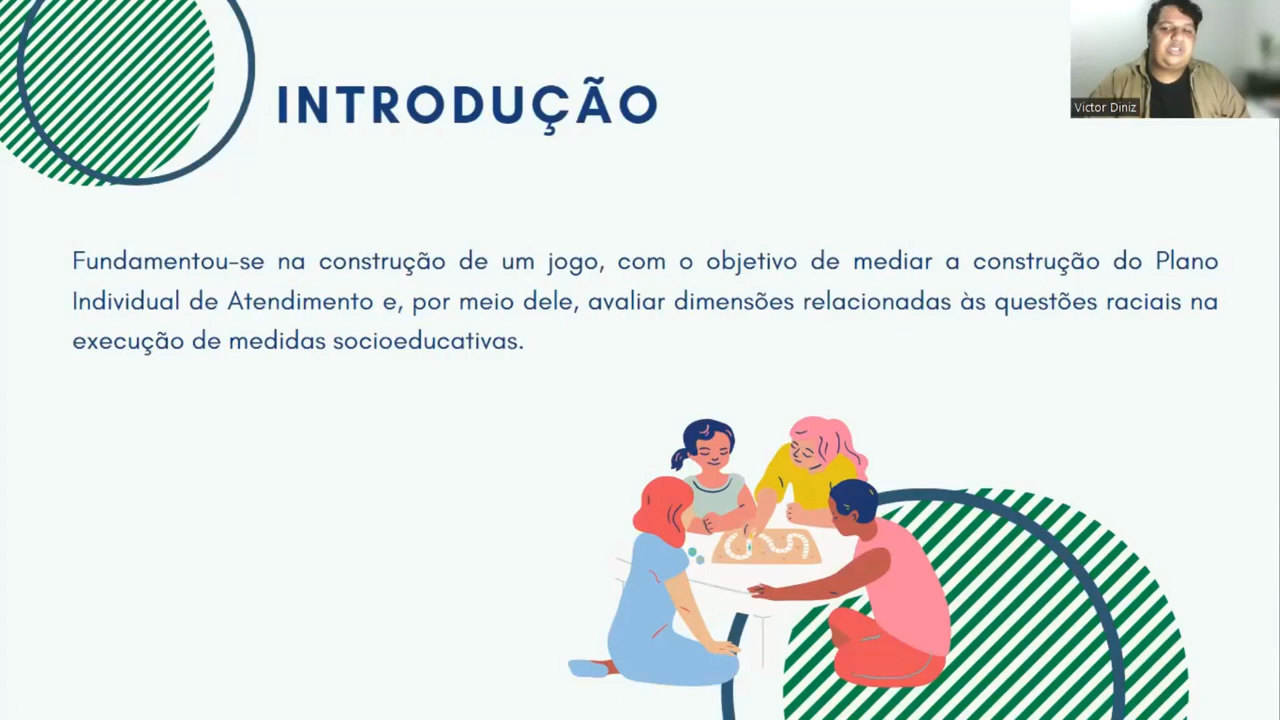 INTRODUÇÃO
Victor Diniz
Fundamentou-se na construção de um jogo, com o objetivo de mediar a construção do Plano
Individual de Atendimento e, por meio dele, avaliar dimensões relacionadas às questões raciais na
execução de medidas socioeducativas.